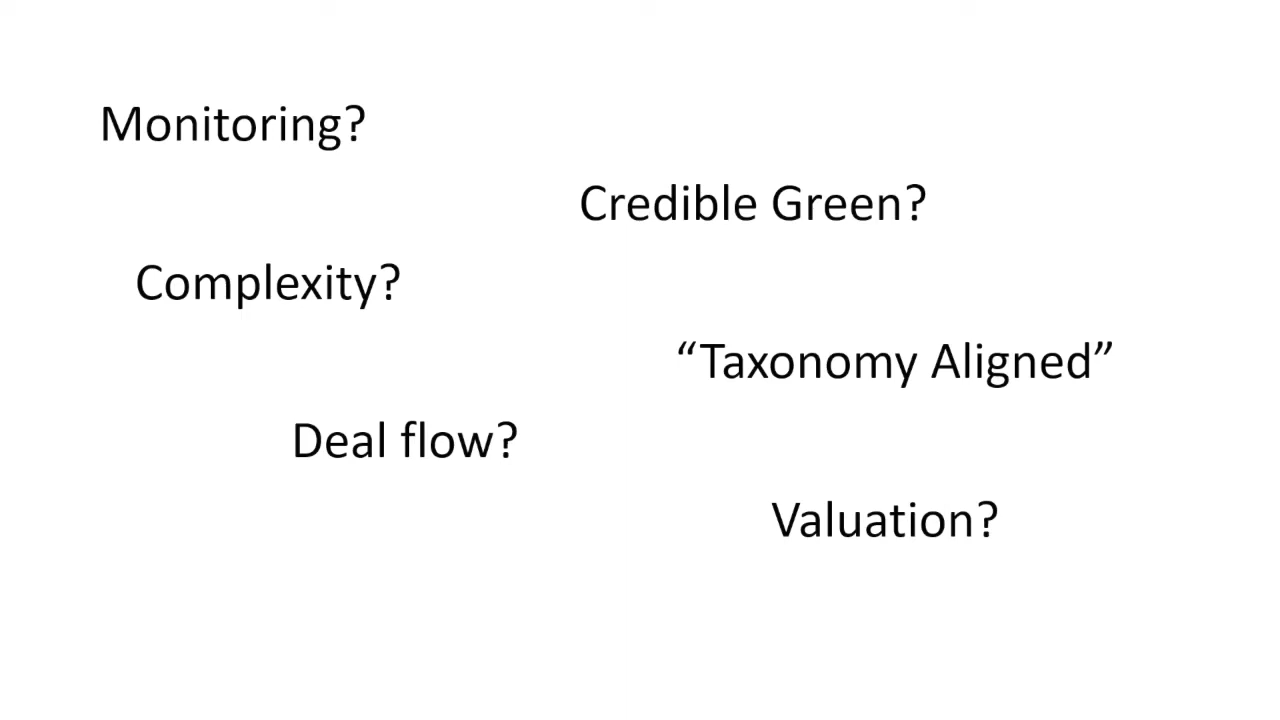 Monitoring?
Credible Green?
Complexity?
“Taxonomy Aligned”
Deal flow?
Valuation?